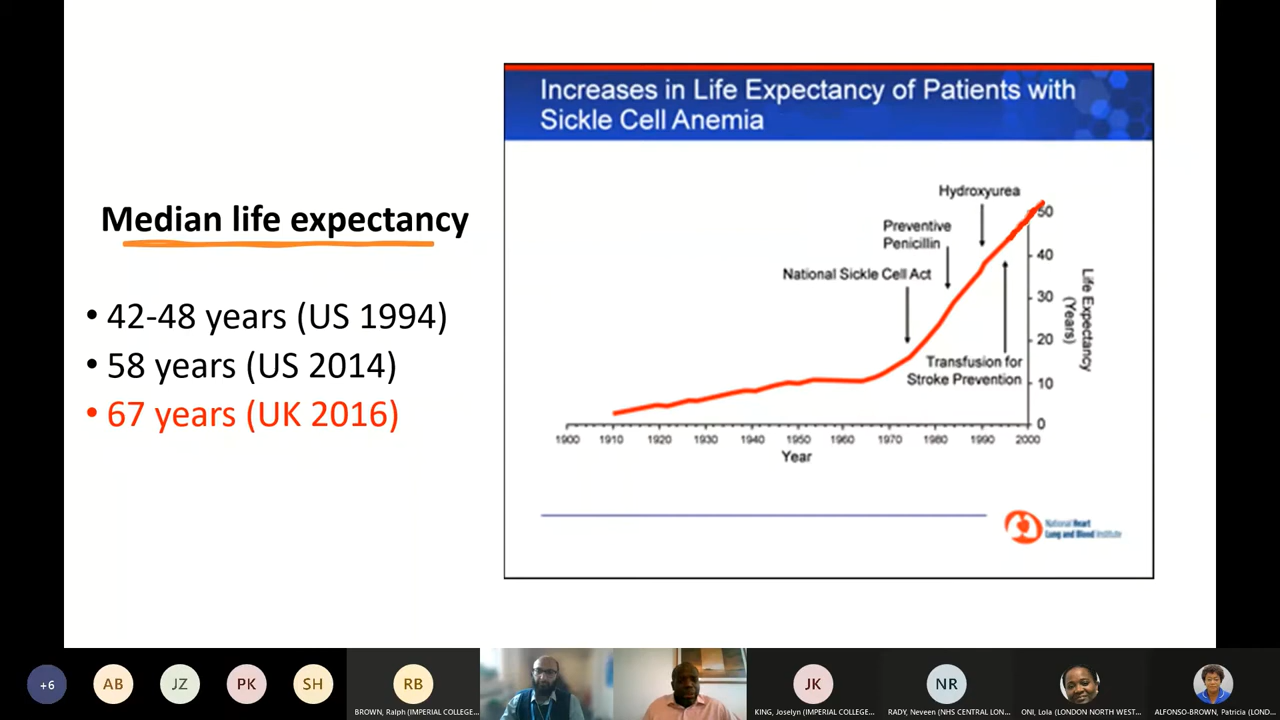 Median life expectancy
• 42-48 years (US 1994)
• 58 years (US 2014)
• 67 years (UK 2016)
Increases in Life Expectancy of Patients with
Sickle Cell Anemia
Hydroxyurea
Preventive
Penicillin
National Sickle Cell Act
Transfusion for
Stroke Prevention
50
40
30
20
10
0
Life Expectancy
(Years)
1900 1910 1920 1930 1940 1950 1960 1970 1980 1990 2000
Year
National Heart
Lung and Blood Institute
+6
AB
JZ
PK
SH
RB
BROWN, Ralph (IMPERIAL COLLEGE...
JK
KING, Joselyn (IMPERIAL COLLEGE...
NR
RADY, Neveen (NHS CENTRAL LON...
ONI, Lola (LONDON NORTH WEST...
ALFONSO-BROWN, Patricia (LOND...